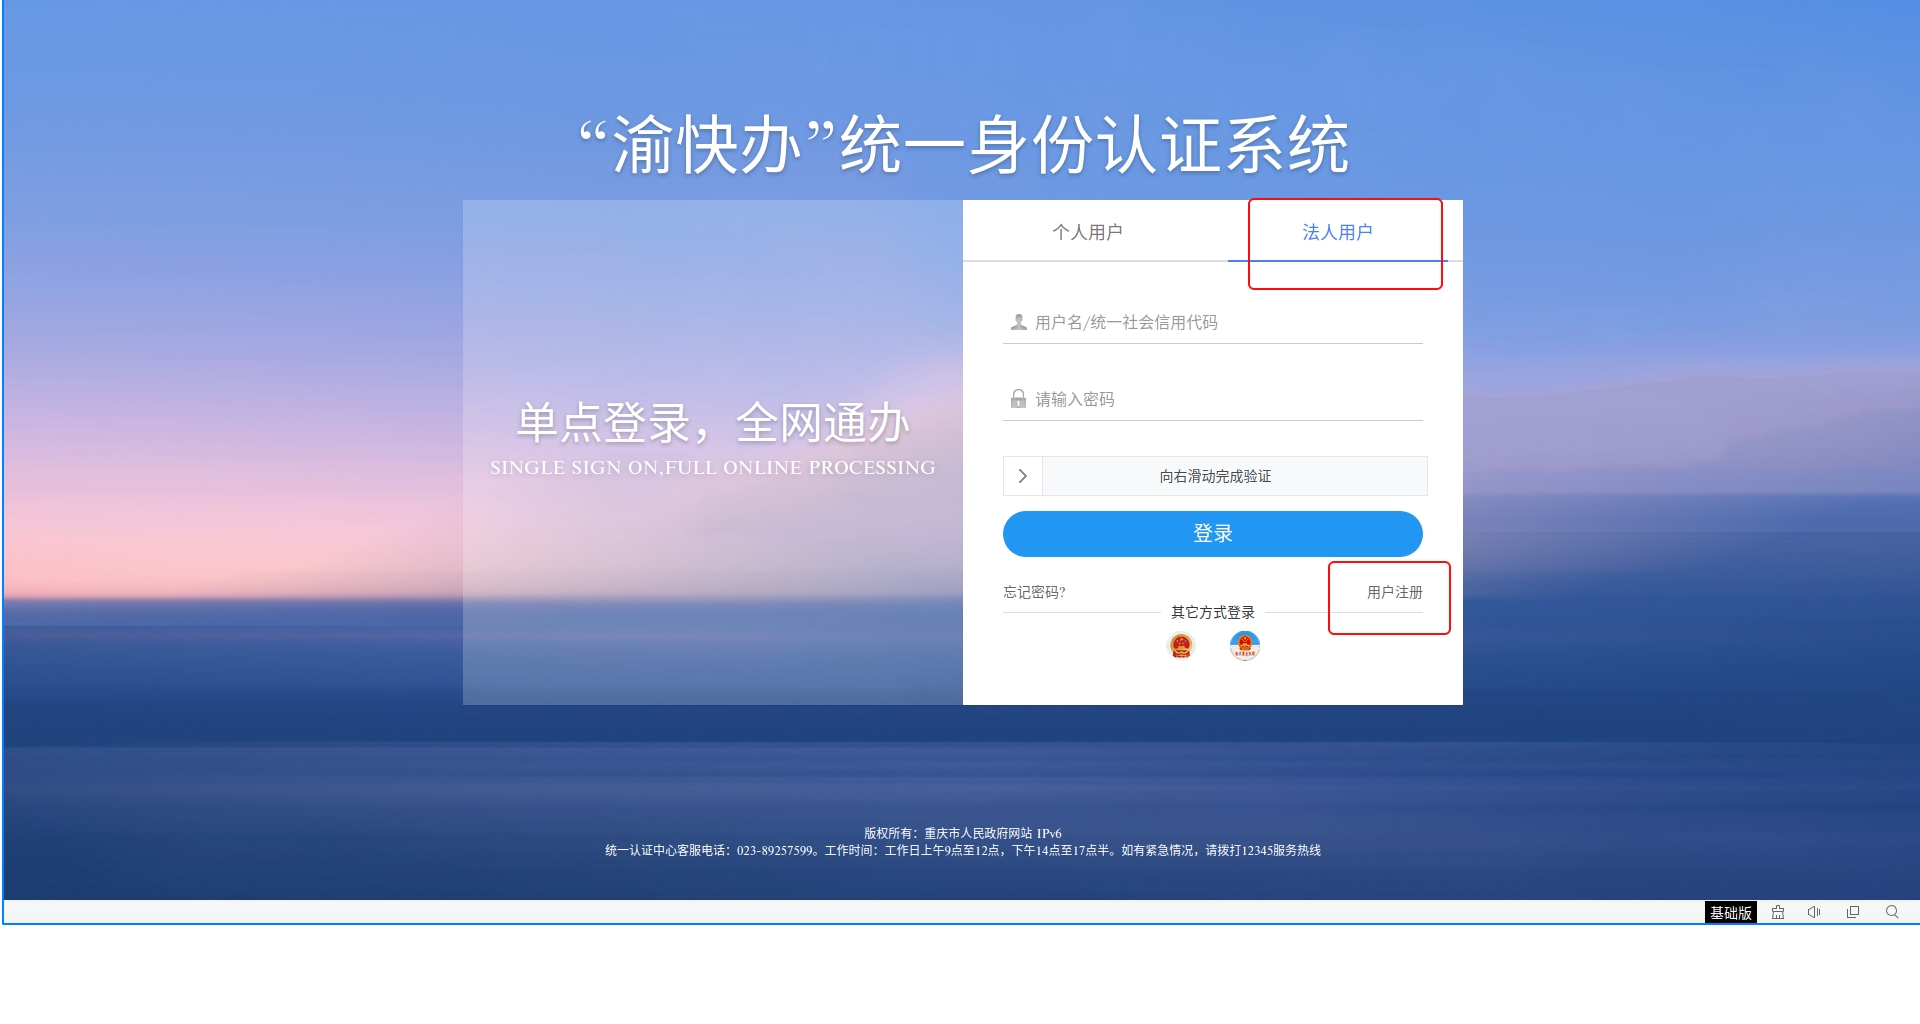 “渝快办”统一身份认证系统
个人用户
法人用户
用户名/统一社会信用代码
单点登录，全网通办
SINGLE SIGN ON,FULL ONLINE PROCESSING
请输入密码
向右滑动完成验证
登录
忘记密码?
用户注册
其它方式登录
版权所有：重庆市人民政府网站 IPv6
统一认证中心客服电话：023-89257599。工作时间：工作日上午9点至12点，下午14点至17点半。如有紧急情况，请拨打12345服务热线
基础版